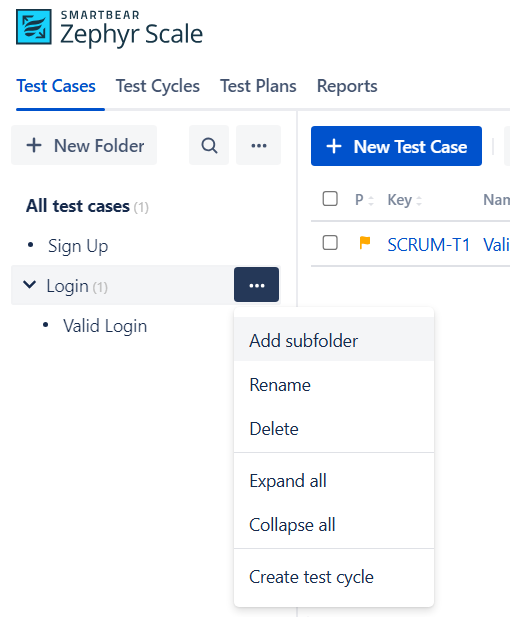 SMARTBEAR
Zephyr Scale
Test Cases Test Cycles Test Plans Reports
+ New Folder
+ New Test Case
All test cases (1)
P Key Nam
Sign Up
SCRUM-T1 Vali
Login (1)
Valid Login
Add subfolder
Rename
Delete
Expand all
Collapse all
Create test cycle